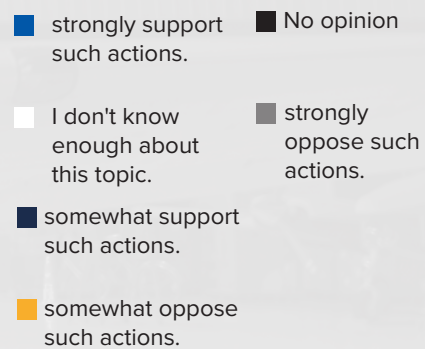 strongly support
such actions.
No opinion
I don't know
enough about
this topic.
strongly
oppose such
actions.
somewhat support
such actions.
somewhat oppose
such actions.